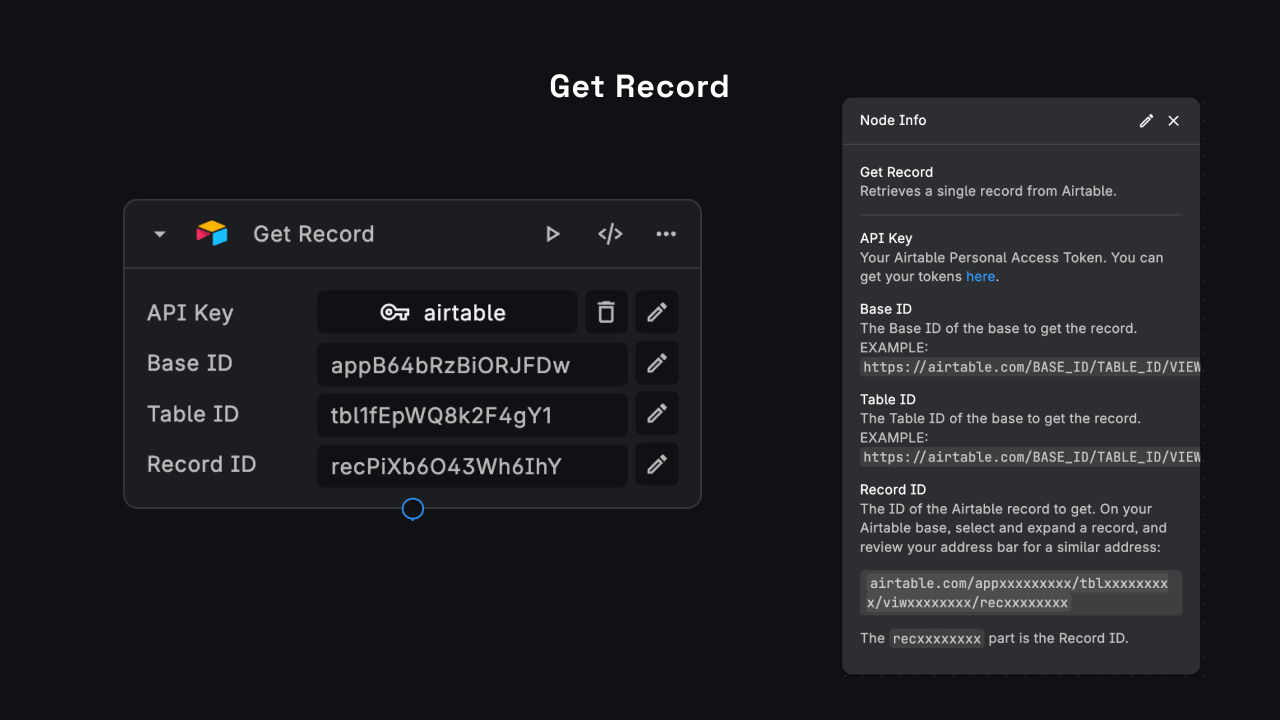 Get Record
Get Record
API Key
airtable
Base ID
appB64bRzBiORJFDw
Table ID
tbl1fEpWQ8k2F4gY1
Record ID
recPiXb6O43Wh6IhY
Node Info
Get Record
Retrieves a single record from Airtable.
API Key
Your Airtable Personal Access Token. You can
get your tokens here.
Base ID
The Base ID of the base to get the record.
EXAMPLE:
https://airtable.com/BASE_ID/TABLE_ID/VIEW
Table ID
The Table ID of the base to get the record.
EXAMPLE:
https://airtable.com/BASE_ID/TABLE_ID/VIEW
Record ID
The ID of the Airtable record to get. On your
Airtable base, select and expand a record, and
review your address bar for a similar address:
airtable.com/appxxxxxxxxx/tblxxxxxxxx
x/viwxxxxxxxx/recxxxxxxxx
The recxxxxxxxx part is the Record ID.